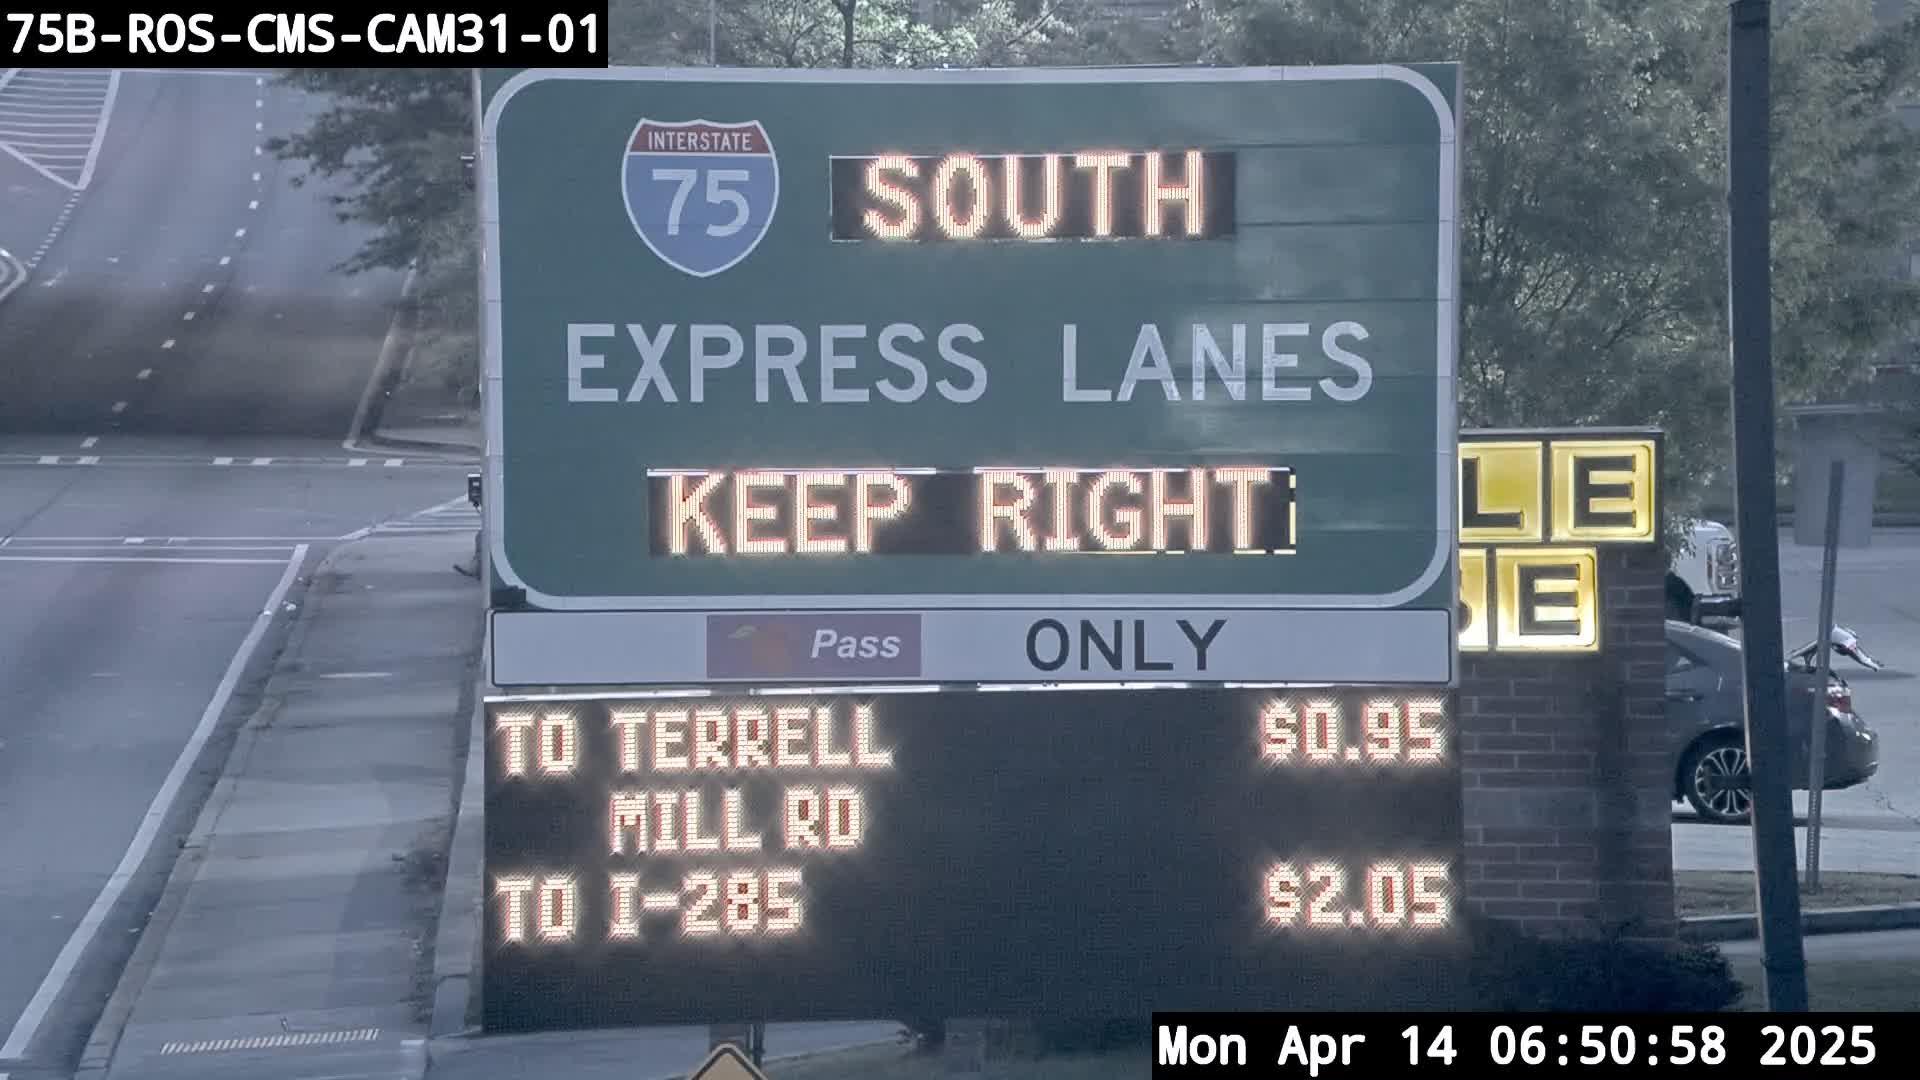 75B-ROS-CMS-CAM31-01
INTERSTATE
75
SOUTH
EXPRESS LANES
KEEP RIGHT
Pass ONLY
TO TERRELL $0.95
MILL RD
TO I-285 $2.05
LE
E
Mon Apr 14 06:50:58 2025